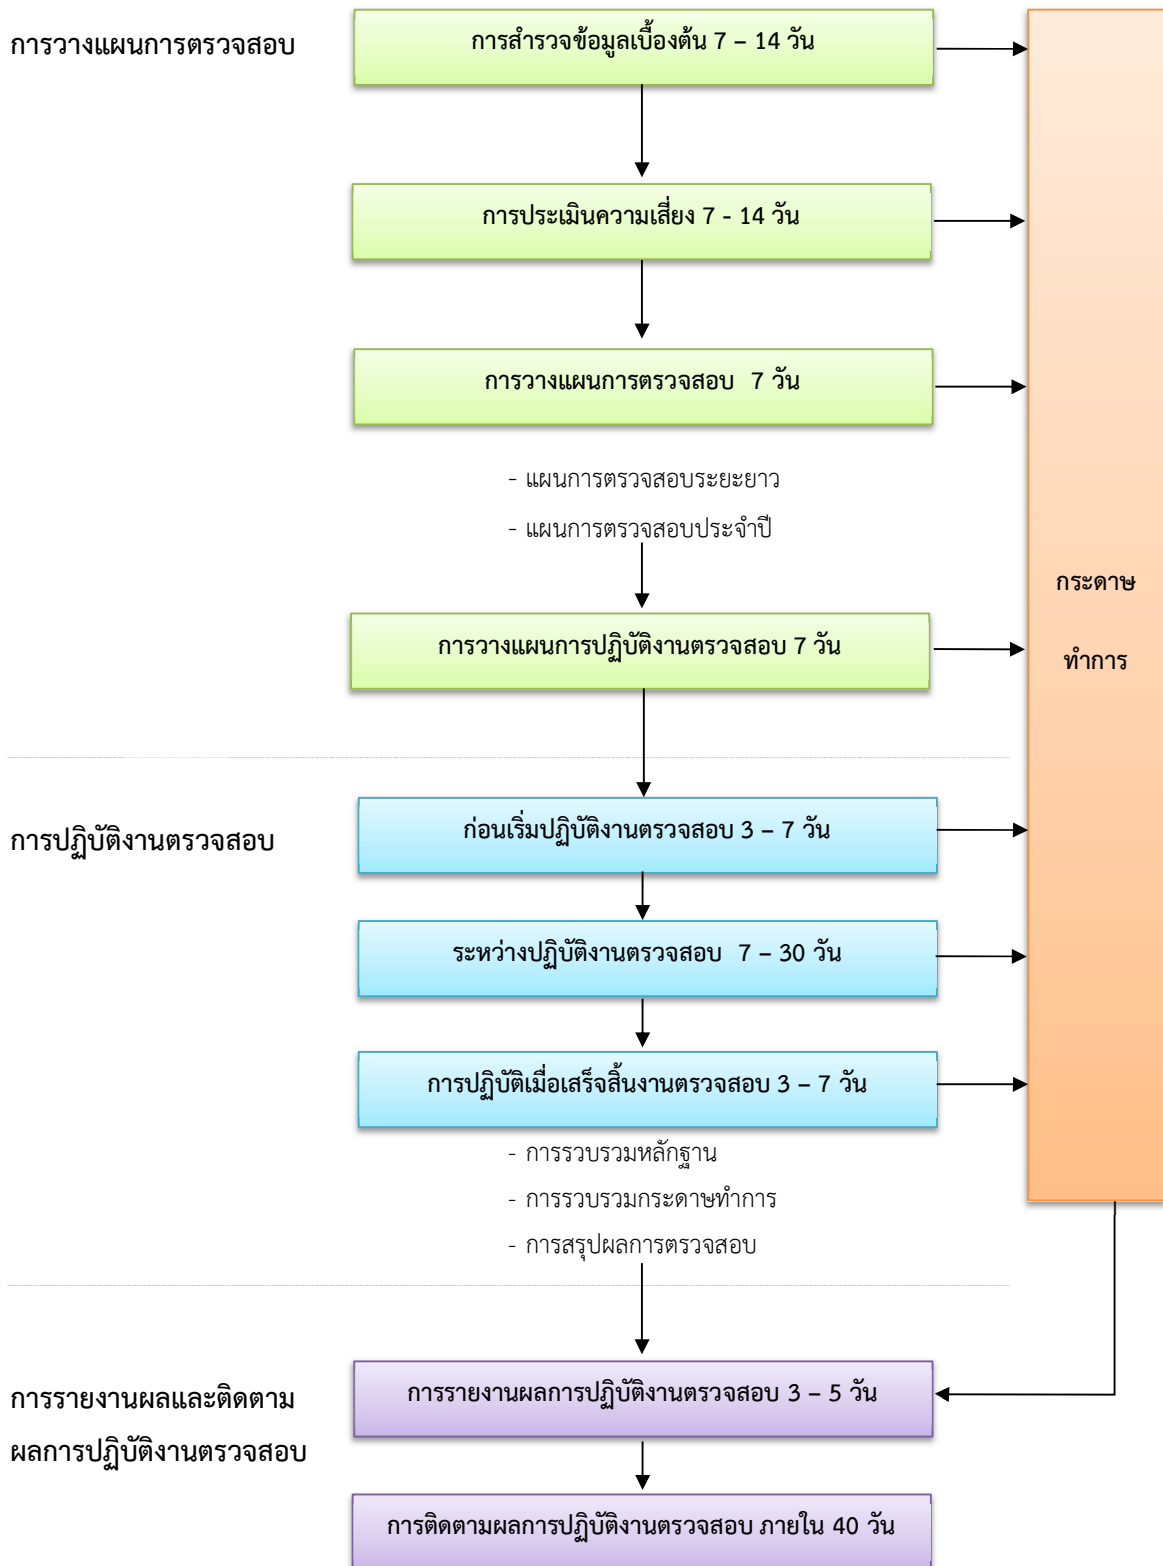 การวางแผนการตรวจสอบ
การสำรวจข้อมูลเบื้องต้น 7 – 14 วัน
การประเมินความเสี่ยง 7 - 14 วัน
การวางแผนการตรวจสอบ 7 วัน
- แผนการตรวจสอบระยะยาว
- แผนการตรวจสอบประจำปี
กระดาษ
ทำการ
การวางแผนการปฏิบัติงานตรวจสอบ 7 วัน
การปฏิบัติงานตรวจสอบ
ก่อนเริ่มปฏิบัติงานตรวจสอบ 3 – 7 วัน
ระหว่างปฏิบัติงานตรวจสอบ 7 – 30 วัน
การปฏิบัติเมื่อเสร็จสิ้นงานตรวจสอบ 3 – 7 วัน
- การรวบรวมหลักฐาน
- การรวบรวมกระดาษทำการ
- การสรุปผลการตรวจสอบ
การรายงานผลและติดตาม
ผลการปฏิบัติงานตรวจสอบ
การรายงานผลการปฏิบัติงานตรวจสอบ 3 – 5 วัน
การติดตามผลการปฏิบัติงานตรวจสอบ ภายใน 40 วัน